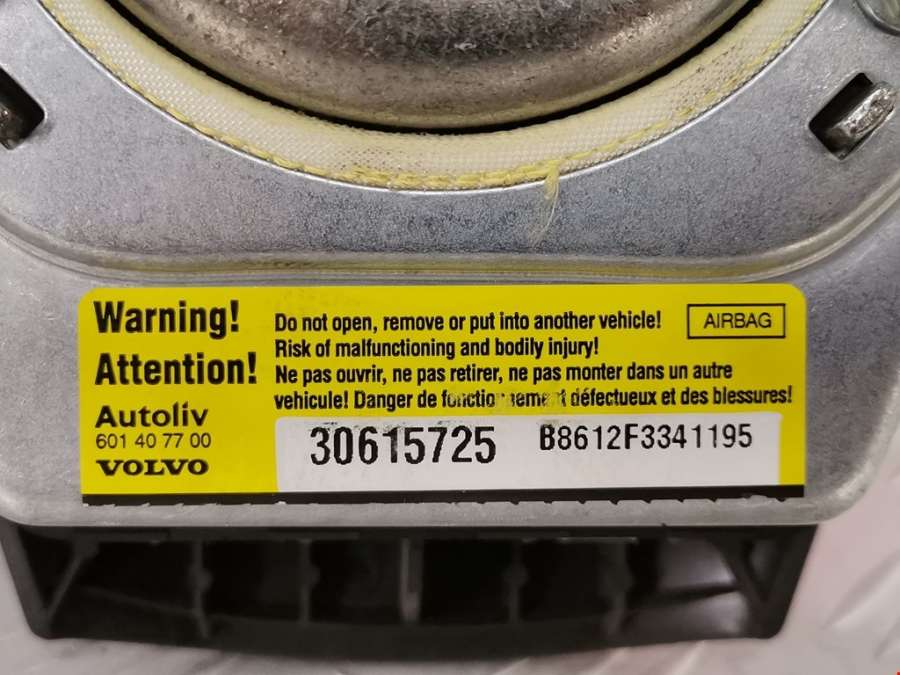 Warning!
Attention!
Autoliv
601 40 77 00
VOLVO
Do not open, remove or put into another vehicle!
Risk of malfunctioning and bodily injury!
Ne pas ouvrir, ne pas retirer, ne pas monter dans un autre
vehicule! Danger de fonctionnement défectueux et des blessures!
AIRBAG
30615725
B8612F3341195